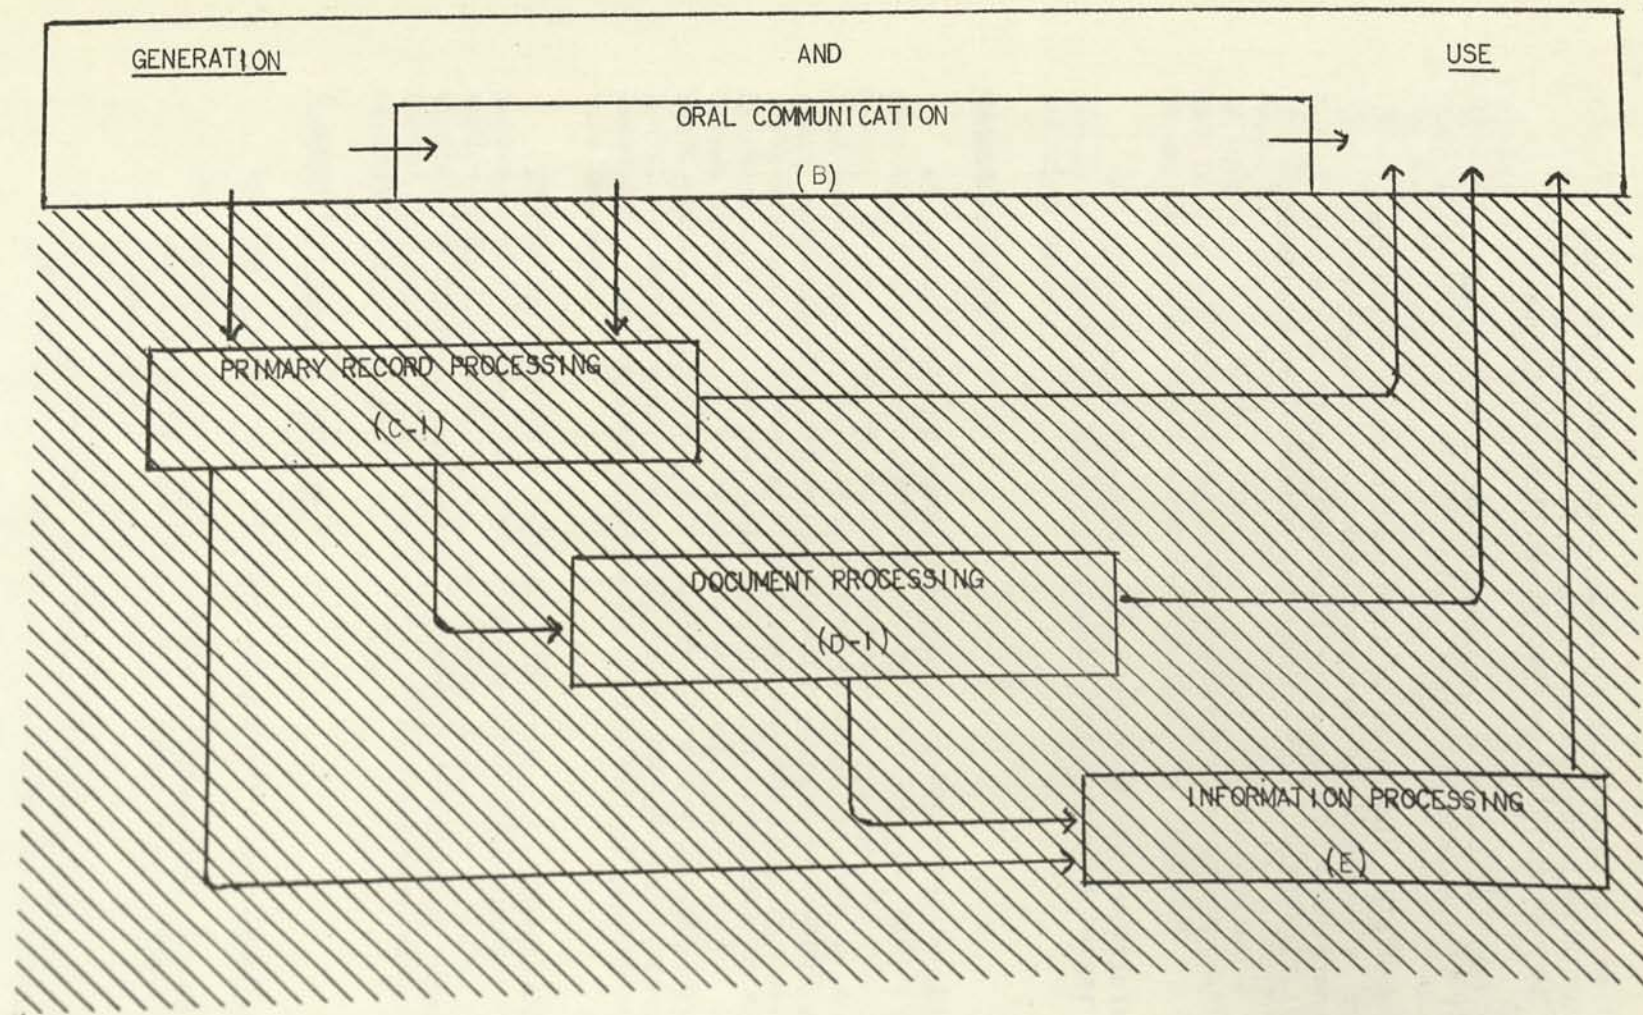 GENERATION AND USE
ORAL COMMUNICATION
(B)
PRIMARY RECORD PROCESSING
(C-1)
DOCUMENT PROCESSING
(D-1)
INFORMATION PROCESSING
(E)